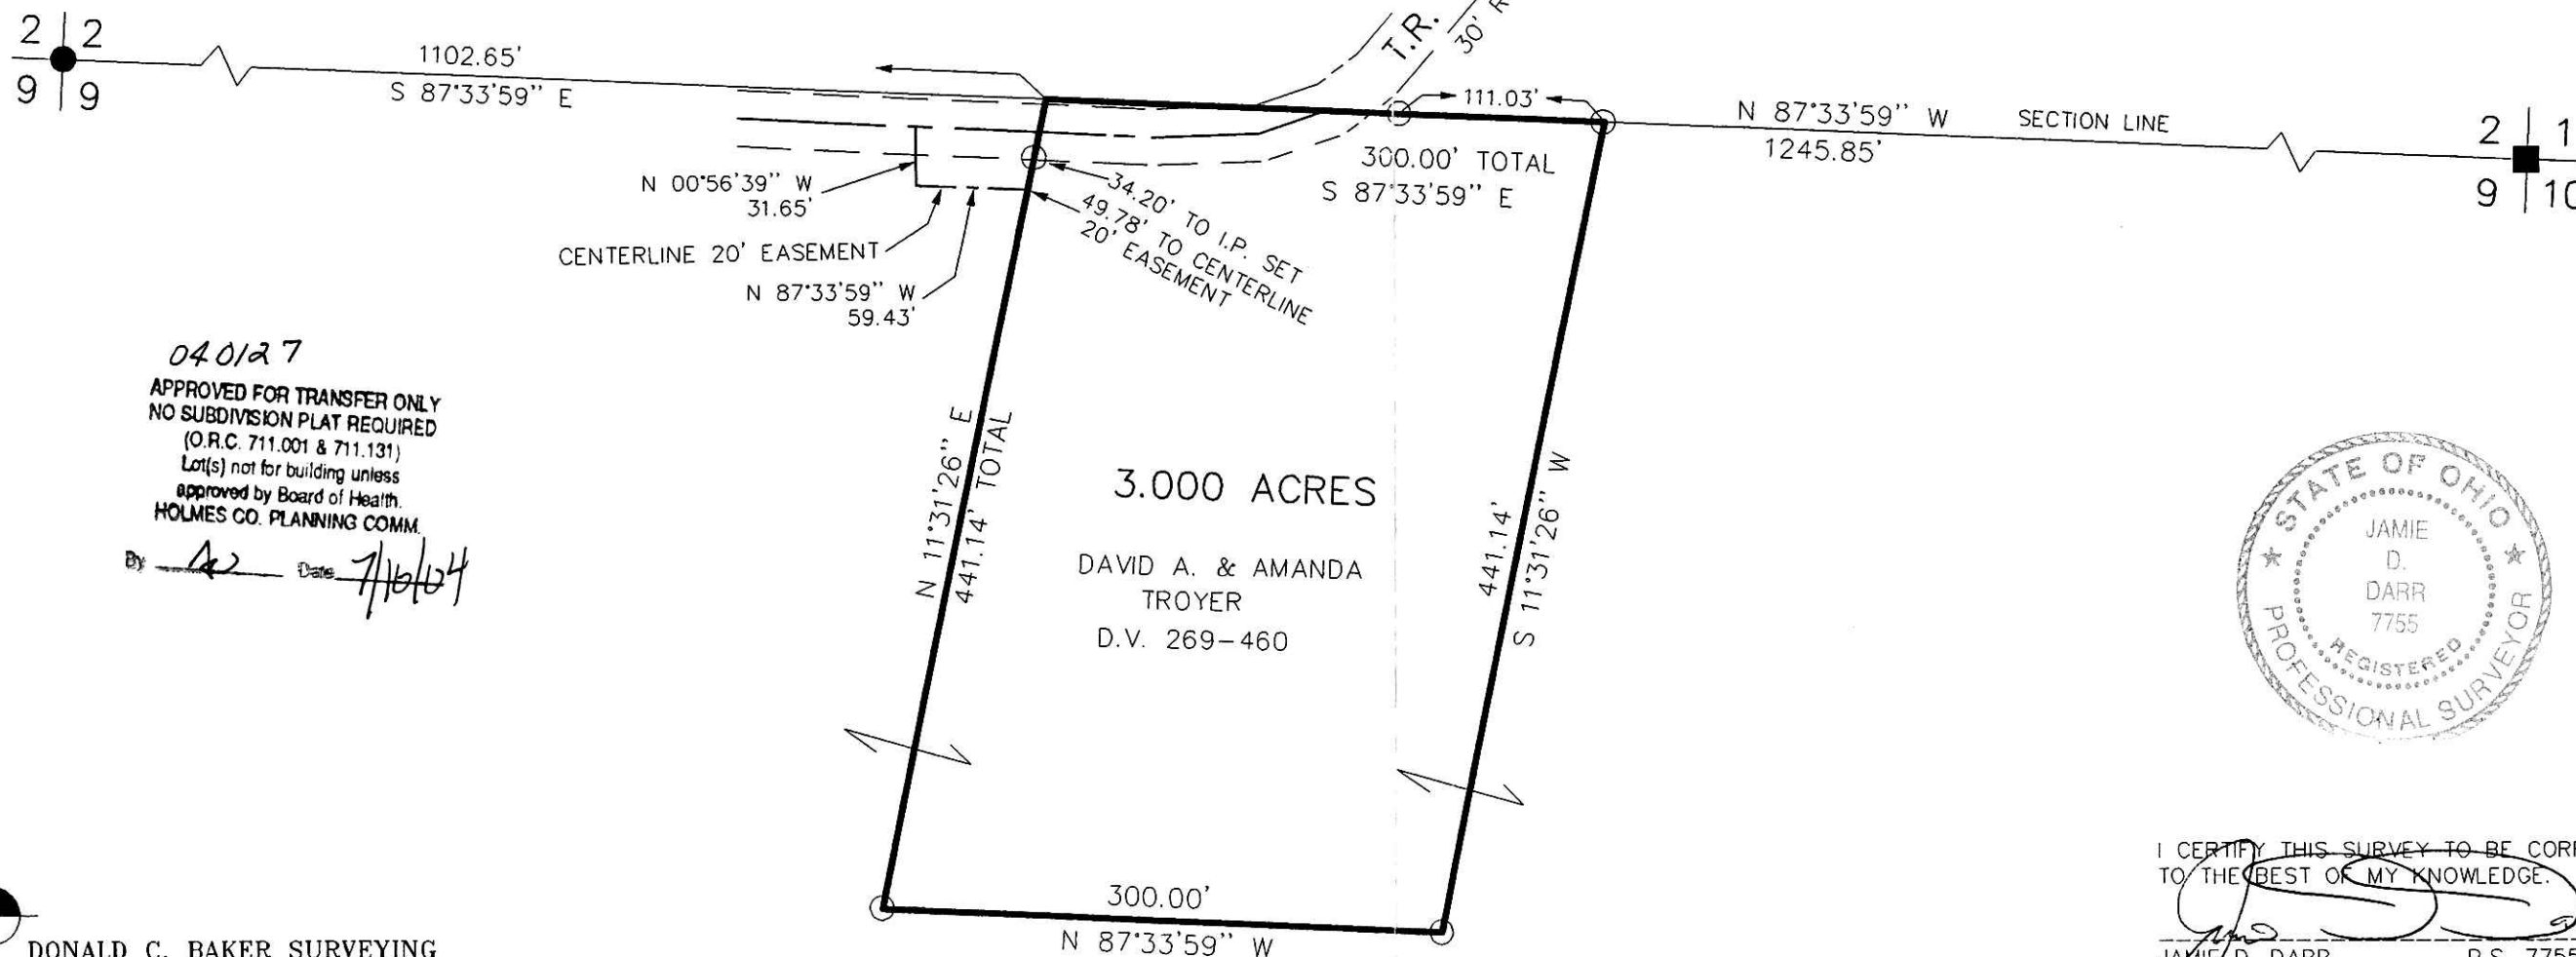 2 2
9 9
1102.65'
S 87°33'59" E
T.R.
30' R
111.03'
N 87°33'59" W SECTION LINE
1245.85'
2 1
9 10
300.00' TOTAL
S 87°33'59" E
N 00°56'39" W
31.65'
34.20' TO I.P. SET
49.78' TO CENTERLINE
20' EASEMENT
CENTERLINE 20' EASEMENT
N 87°33'59" W
59.43'
040127
APPROVED FOR TRANSFER ONLY
NO SUBDIVISION PLAT REQUIRED
(O.R.C. 711.001 & 711.131)
Lot(s) not for building unless
approved by Board of Health.
HOLMES CO. PLANNING COMM.
By Date 7/16/04
N 11°31'26" E
441.14' TOTAL
3.000 ACRES
DAVID A. & AMANDA
TROYER
D.V. 269-460
441.14'
S 11°31'26" W
STATE OF OHIO
JAMIE
D.
DARR
7755
REGISTERED
PROFESSIONAL SURVEYOR
300.00'
N 87°33'59" W
I CERTIFY THIS SURVEY TO BE CORR
TO THE BEST OF MY KNOWLEDGE.
JAMIE D. DARR P.S. 7755
DONALD C. BAKER SURVEYING